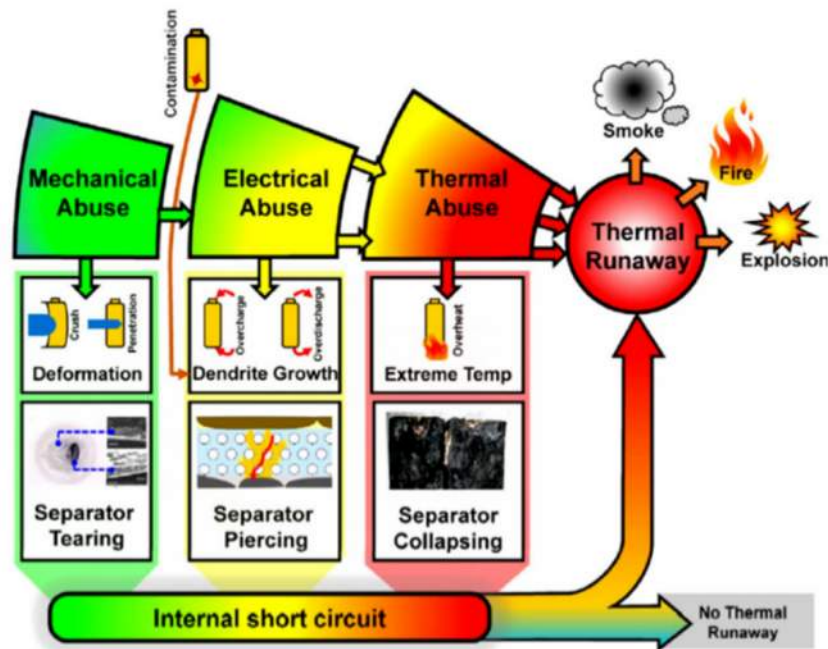 Contamination
Mechanical
Abuse
Electrical
Abuse
Thermal
Abuse
Thermal
Runaway
Smoke
Fire
Explosion
Crush
Penetration
Deformation
Overcharge
Overdischarge
Dendrite Growth
Overheat
Extreme Temp
Separator
Tearing
Separator
Piercing
Separator
Collapsing
Internal short circuit
No Thermal
Runaway